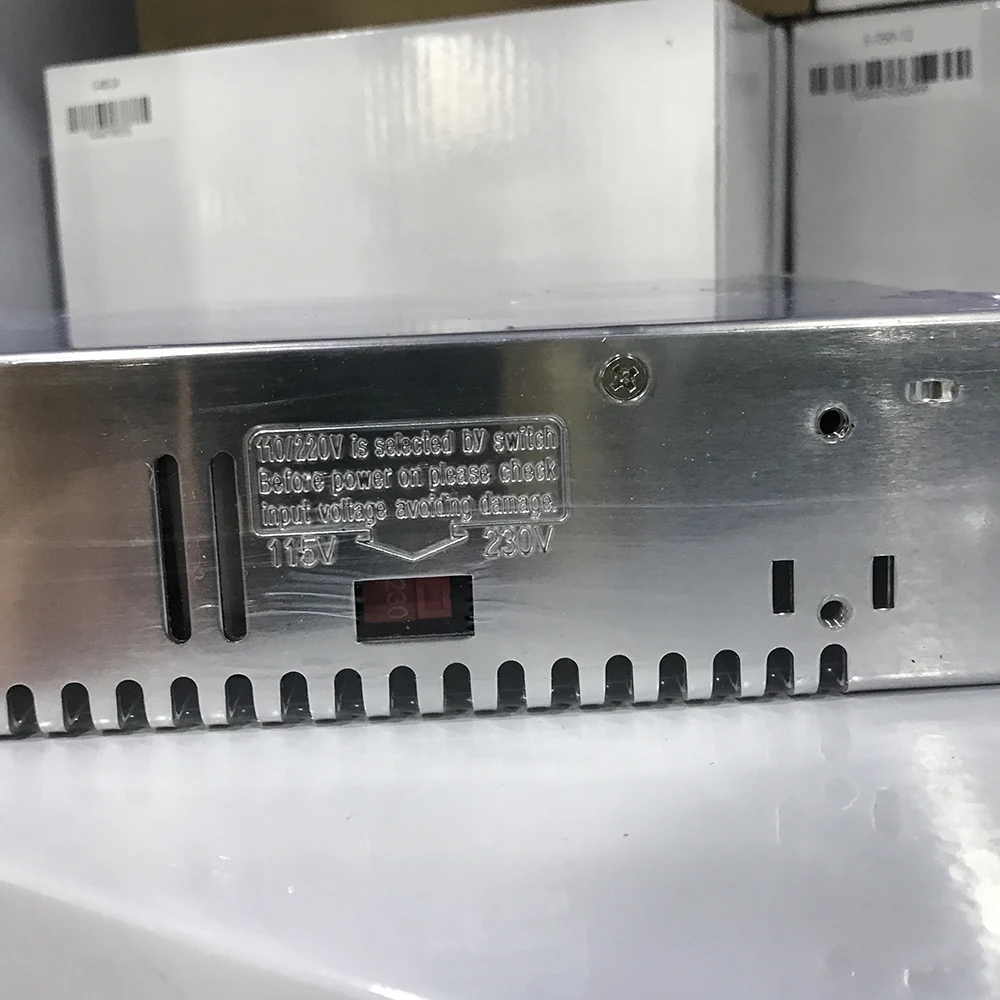 110/220V is selected by switch
Before power on please check
input voltage avoiding damage.
115V 230V
230